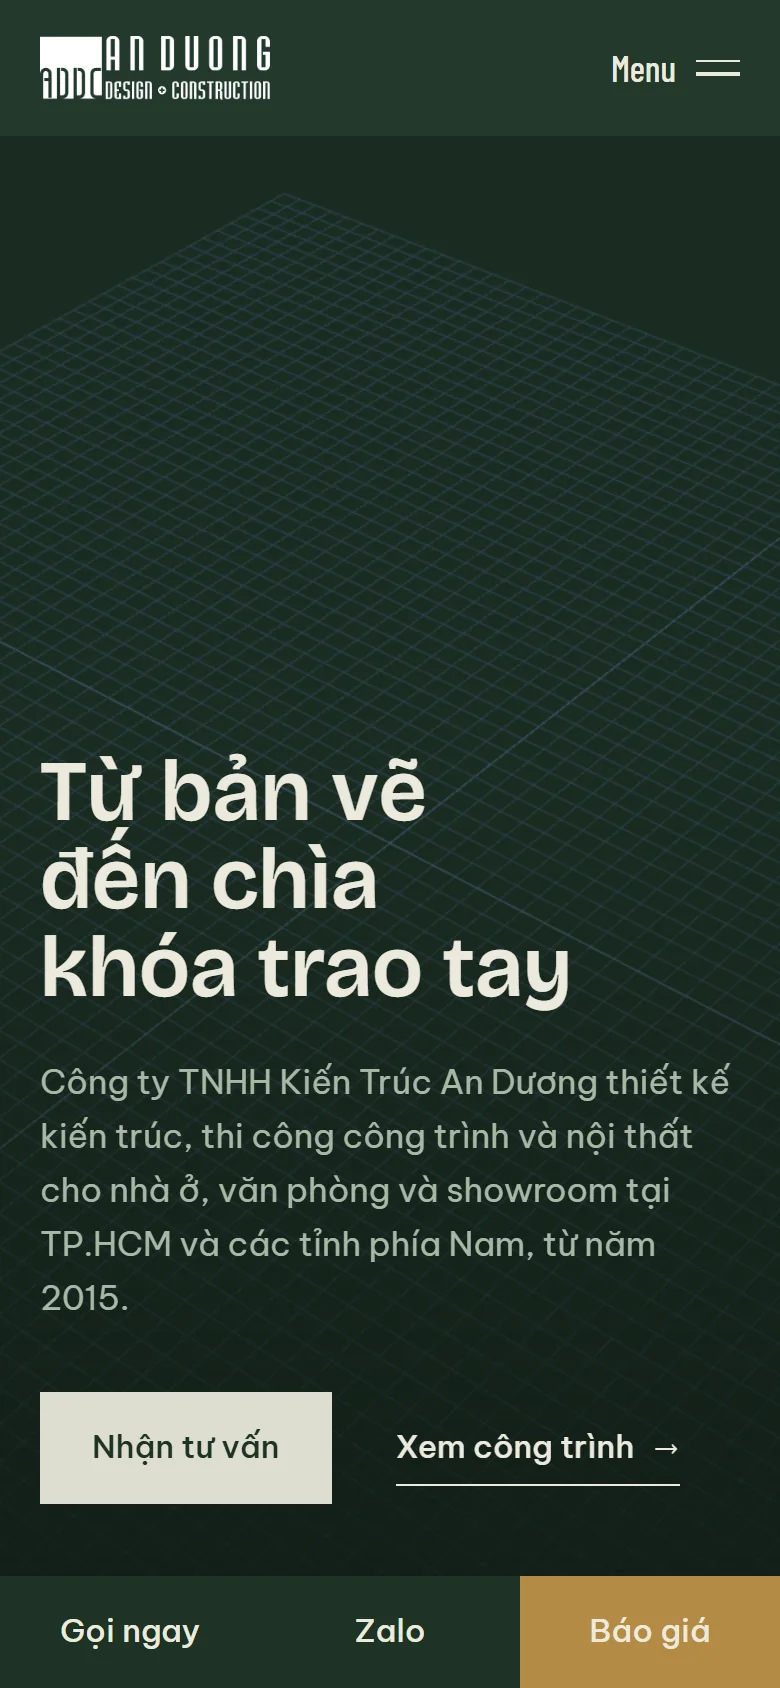 AN DUONG
ADDC
DESIGN + CONSTRUCTION
Menu
Từ bản vẽ
đến chìa
khóa trao tay
Công ty TNHH Kiến Trúc An Dương thiết kế
kiến trúc, thi công công trình và nội thất
cho nhà ở, văn phòng và showroom tại
TP.HCM và các tỉnh phía Nam, từ năm
2015.
Nhận tư vấn
Xem công trình →
Gọi ngay
Zalo
Báo giá